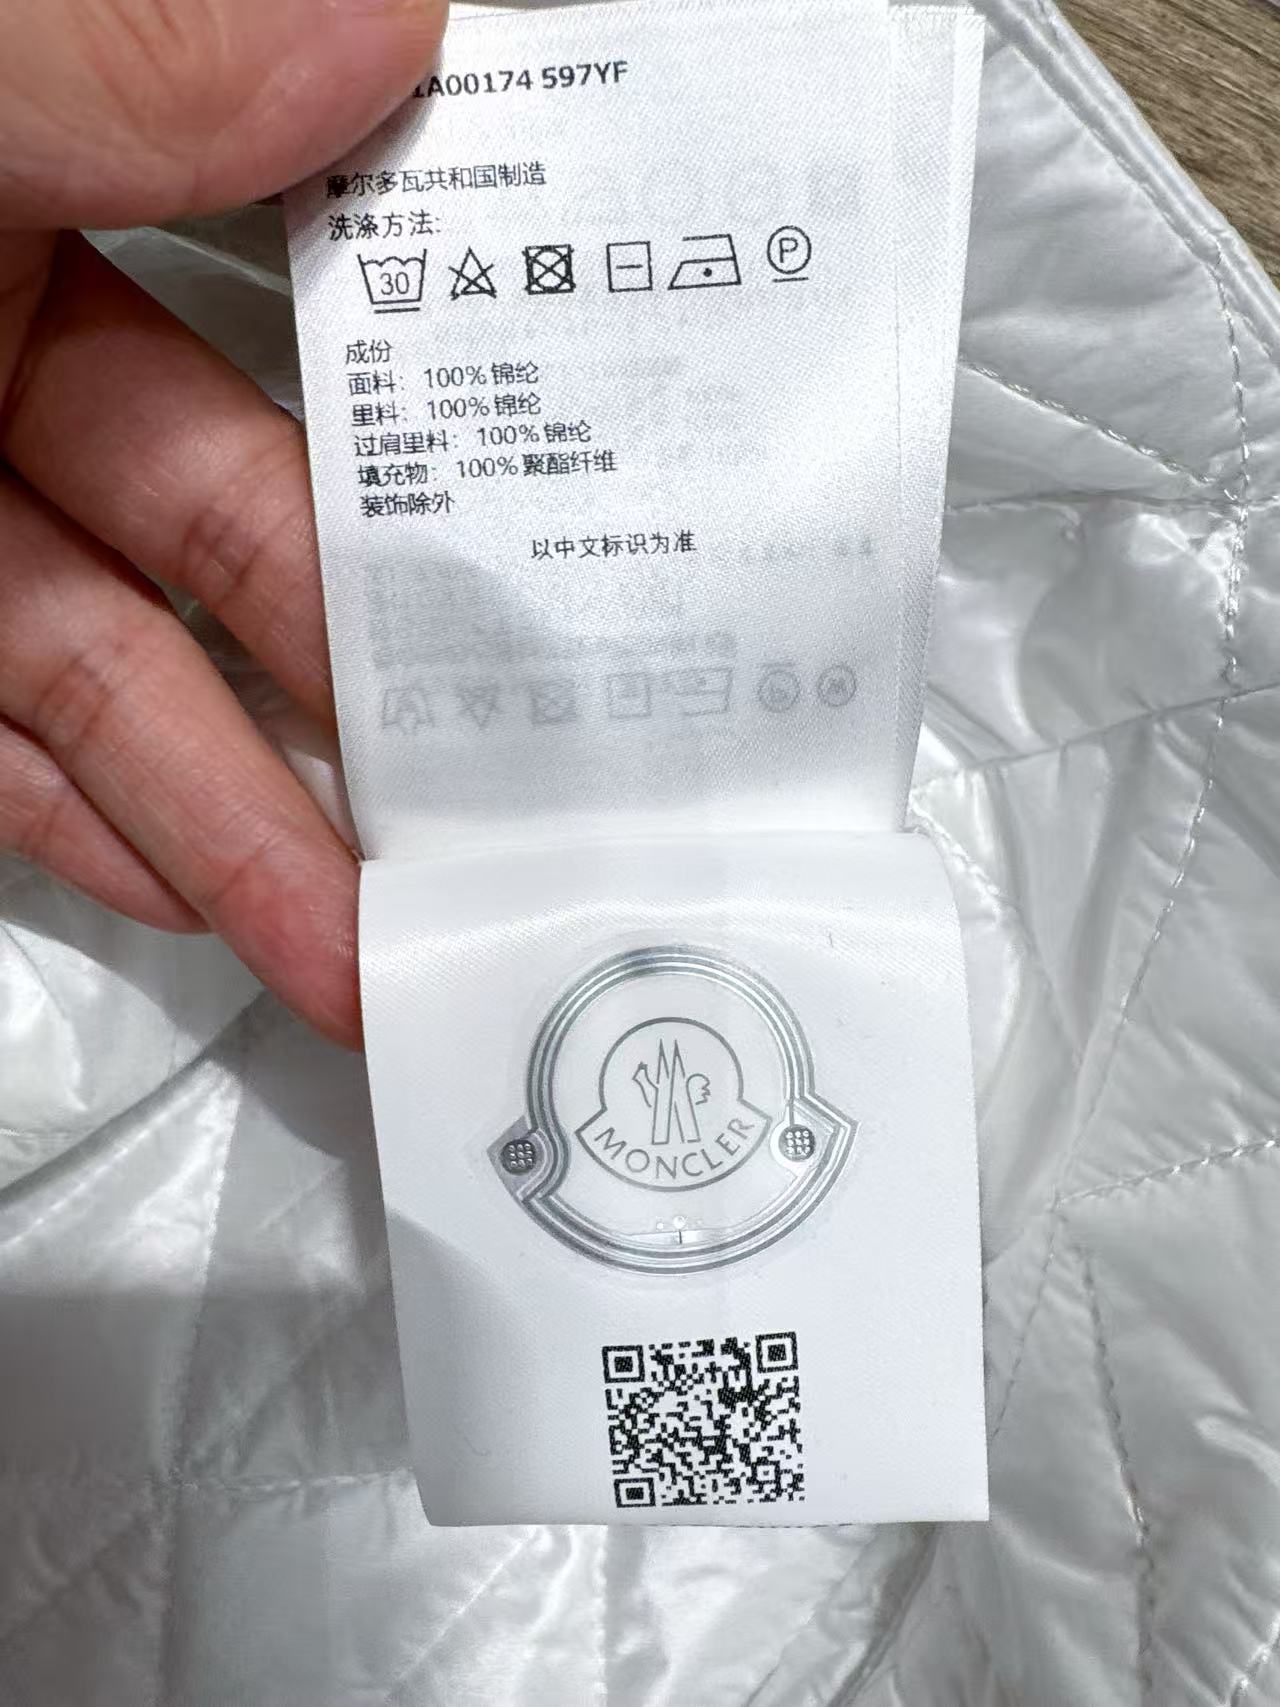 1A00174 597YF
摩尔多瓦共和国制造
洗涤方法:
30
P
成份
面料: 100%锦纶
里料: 100%锦纶
过肩里料: 100%锦纶
填充物: 100%聚酯纤维
装饰除外
以中文标识为准
MONCLER